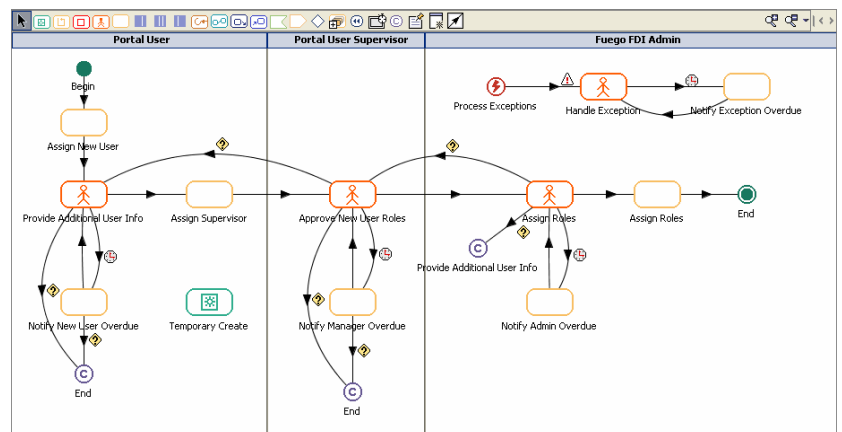 Portal User
Portal User Supervisor
Fuego FDI Admin
Begin
Process Exceptions
Handle Exception
Notify Exception Overdue
Assign New User
Provide Additional User Info
Assign Supervisor
Approve New User Roles
Assign Roles
Assign Roles
End
C
Provide Additional User Info
Notify New User Overdue
Temporary Create
Notify Manager Overdue
Notify Admin Overdue
C
End
C
End